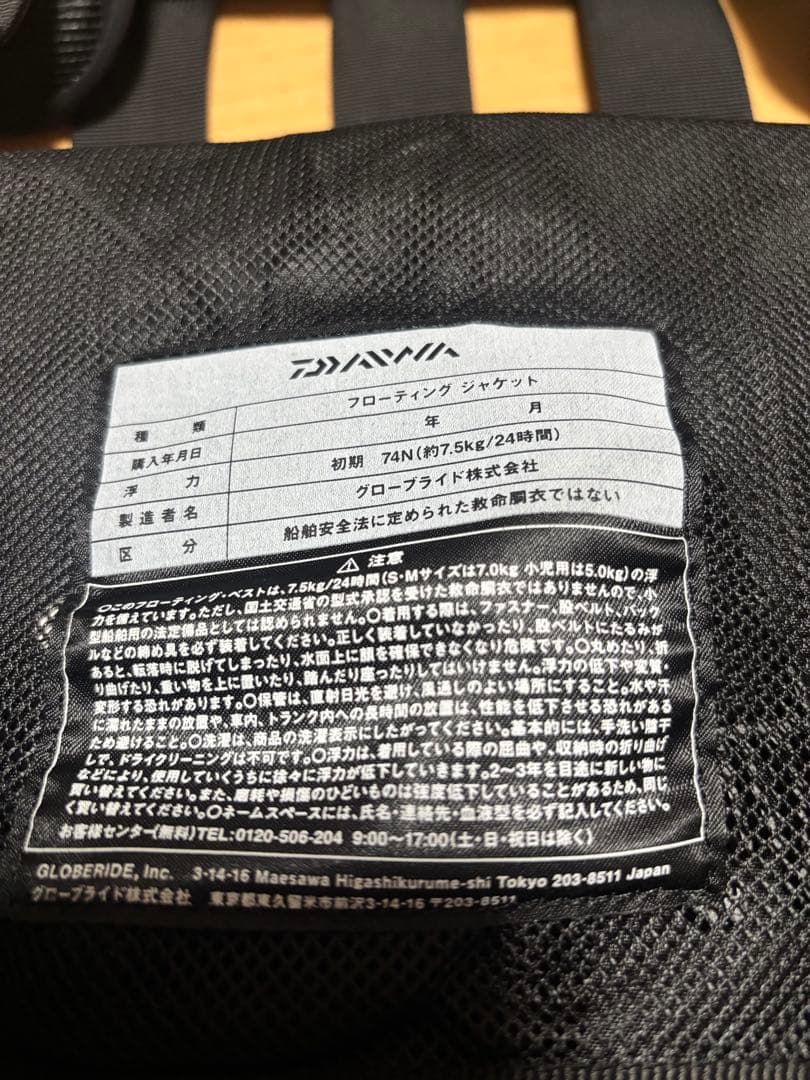 DAIWA
種類 フローティング ジャケット
購入年月日 年 月
浮力 初期 74N(約7.5kg/24時間)
製造者名 グローブライド株式会社
区分 船舶安全法に定められた救命胴衣ではない
⚠ 注意
〇このフローティング・ベストは、7.5kg/24時間(S・Mサイズは7.0kg 小児用は5.0kg)の浮
力を備えています。ただし、国土交通省の型式承認を受けた救命胴衣ではありませんので、小
型船舶用の法定備品としては認められません。〇着用する際は、ファスナー、股ベルト、バック
ルなどの締め具を必ず装着してください。正しく装着していなかったり、股ベルトにたるみが
あると、転落時に脱げてしまったり、水面上に顔を確保できなくなり危険です。〇丸めたり、折
り曲げたり、重い物を上に置いたり、踏んだり座ったりしてはいけません。浮力の低下や変質・
変形する恐れがあります。〇保管は、直射日光を避け、風通しのよい場所にすること。水や汗
に濡れたままの放置や、車内、トランク内への長時間の放置は、性能を低下させる恐れがある
ため避けること。〇洗濯は、商品の洗濯表示にしたがってください。基本的には、手洗い陰干
しで、ドライクリーニングは不可です。〇浮力は、着用している際の屈曲や、収納時の折り曲げ
などにより、使用していくうちに徐々に浮力が低下していきます。2〜3年を目途に新しい物に
買い替えてください。また、磨耗や損傷のひどいものは強度低下していることがあるため、同じ
く買い替えてください。〇ネームスペースには、氏名・連絡先・血液型を必ず記入してください。
お客様センター(無料)TEL:0120-506-204 9:00〜17:00(土・日・祝日は除く)
GLOBERIDE, Inc. 3-14-16 Maesawa Higashikurume-shi Tokyo 203-8511 Japan
グローブライド株式会社 東京都東久留米市前沢3-14-16 〒203-8511